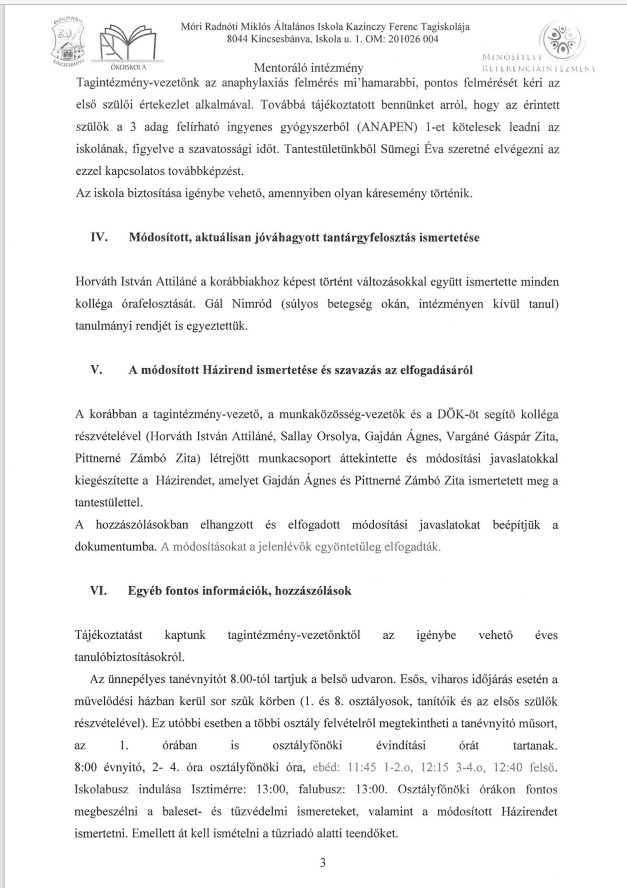 Móri Radnóti Miklós Általános Iskola Kazinczy Ferenc Tagiskolája
8044 Kincsesbánya, Iskola u. 1. OM: 201026 004
ÖKOISKOLA
Mentoráló intézmény
MINŐSÍTETT
REFERENCIAINTÉZMÉNY
Tagintézmény-vezetőnk az anaphylaxiás felmérés mi’hamarabbi, pontos felmérését kéri az
első szülői értekezlet alkalmával. Továbbá tájékoztatott bennünket arról, hogy az érintett
szülők a 3 adag felírható ingyenes gyógyszerből (ANAPEN) 1-et kötelesek leadni az
iskolának, figyelve a szavatossági időt. Tantestületünkből Sümegi Éva szeretné elvégezni az
ezzel kapcsolatos továbbképzést.
Az iskola biztosítása igénybe vehető, amennyiben olyan káresemény történik.
IV. Módosított, aktuálisan jóváhagyott tantárgyfelosztás ismertetése
Horváth István Attiláné a korábbiakhoz képest történt változásokkal együtt ismertette minden
kolléga órafelosztását. Gál Nimród (súlyos betegség okán, intézményen kívül tanul)
tanulmányi rendjét is egyeztettük.
V. A módosított Házirend ismertetése és szavazás az elfogadásáról
A korábban a tagintézmény-vezető, a munkaközösség-vezetők és a DÖK-öt segítő kolléga
részvételével (Horváth István Attiláné, Sallay Orsolya, Gajdán Ágnes, Vargáné Gáspár Zita,
Pittnerné Zámbó Zita) létrejött munkacsoport áttekintette és módosítási javaslatokkal
kiegészítette a Házirendet, amelyet Gajdán Ágnes és Pittnerné Zámbó Zita ismertetett meg a
tantestülettel.
A hozzászólásokban elhangzott és elfogadott módosítási javaslatokat beépítjük a
dokumentumba. A módosításokat a jelenlévők egyöntetűleg elfogadták.
VI. Egyéb fontos információk, hozzászólások
Tájékoztatást kaptunk tagintézmény-vezetőnktől az igénybe vehető éves
tanulóbiztosításokról.
Az ünnepélyes tanévnyitót 8.00-tól tartjuk a belső udvaron. Esős, viharos időjárás esetén a
művelődési házban kerül sor szűk körben (1. és 8. osztályosok, tanítóik és az elsős szülők
részvételével). Ez utóbbi esetben a többi osztály felvételről megtekintheti a tanévnyitó műsort,
az 1. órában is osztályfőnöki évindítási órát tartanak.
8:00 évnyitó, 2- 4. óra osztályfőnöki óra, ebéd: 11:45 1-2.o, 12:15 3-4.o, 12:40 felső.
Iskolabusz indulása Isztimérre: 13:00, falubusz: 13:00. Osztályfőnöki órákon fontos
megbeszélni a baleset- és tűzvédelmi ismereteket, valamint a módosított Házirendet
ismertetni. Emellett át kell ismételni a tűzriadó alatti teendőket.
3